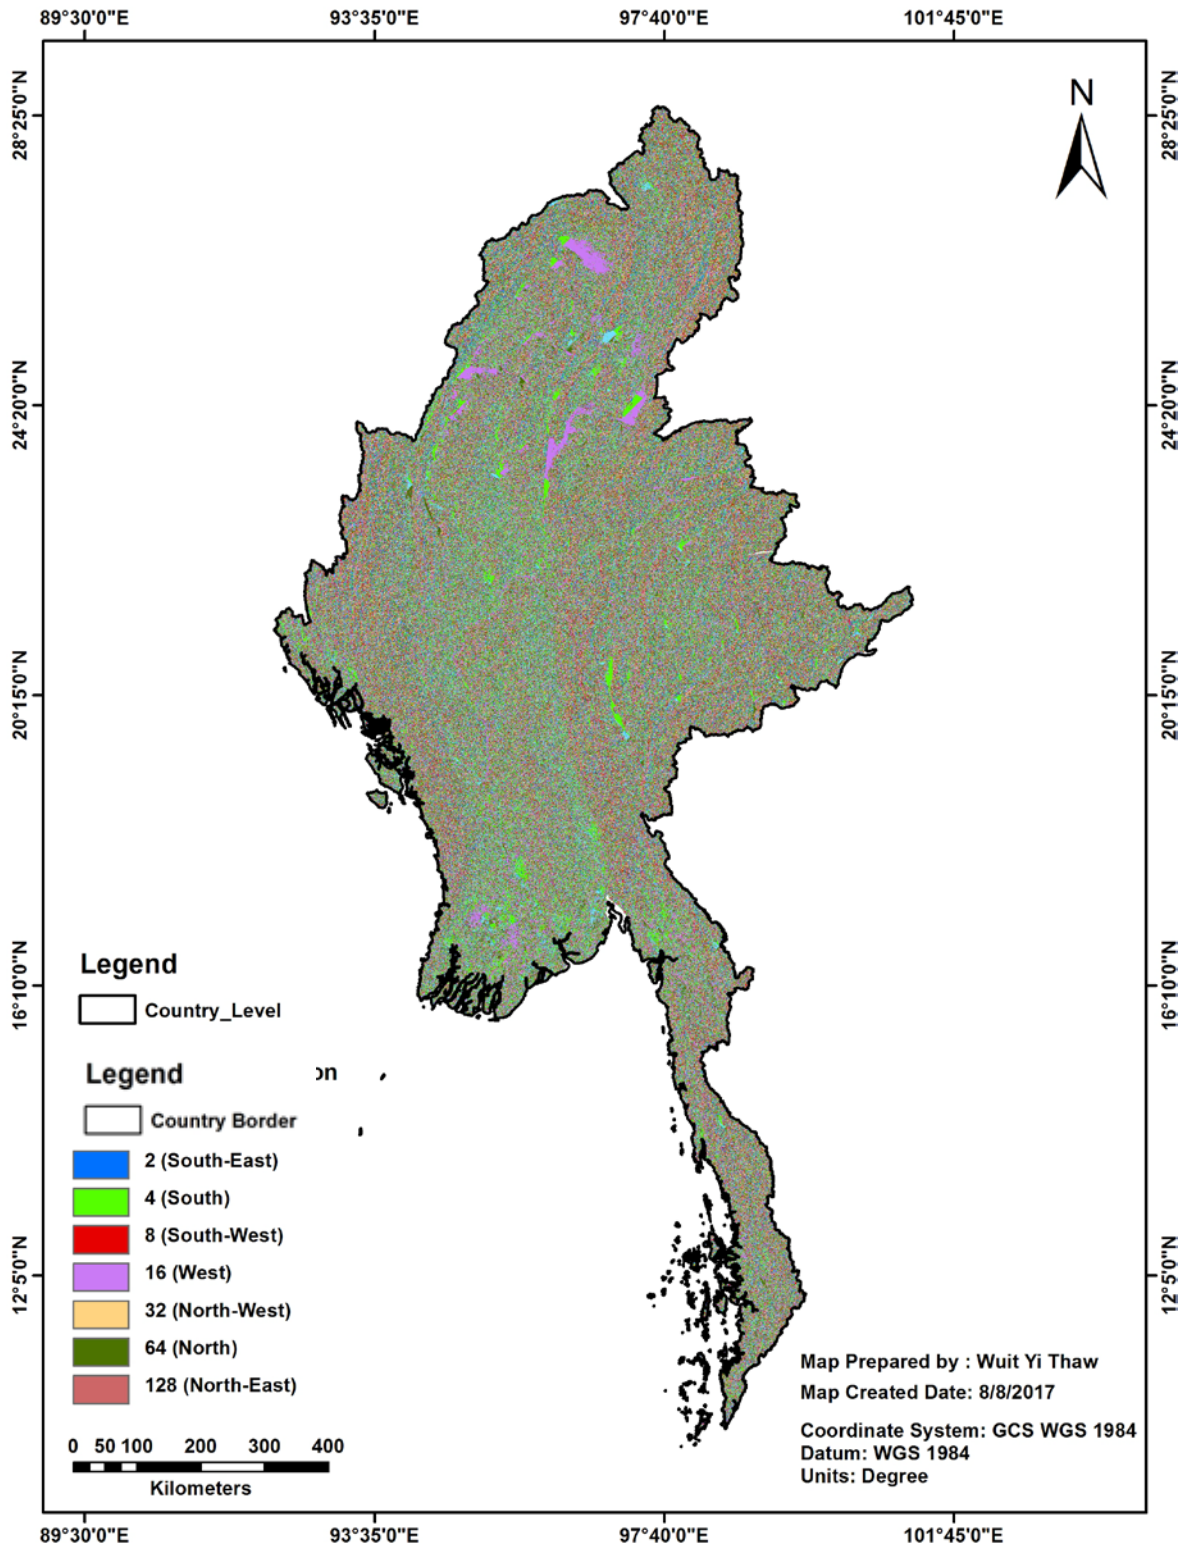 89°30'0"E 93°35'0"E 97°40'0"E 101°45'0"E
N
28°25'0"N 28°25'0"N
24°20'0"N 24°20'0"N
20°15'0"N 20°15'0"N
16°10'0"N 16°10'0"N
12°5'0"N 12°5'0"N
Legend
Country_Level
Legend
on
Country Border
2 (South-East)
4 (South)
8 (South-West)
16 (West)
32 (North-West)
64 (North)
128 (North-East)
0 50 100 200 300 400
Kilometers
Map Prepared by : Wuit Yi Thaw
Map Created Date: 8/8/2017
Coordinate System: GCS WGS 1984
Datum: WGS 1984
Units: Degree
89°30'0"E 93°35'0"E 97°40'0"E 101°45'0"E